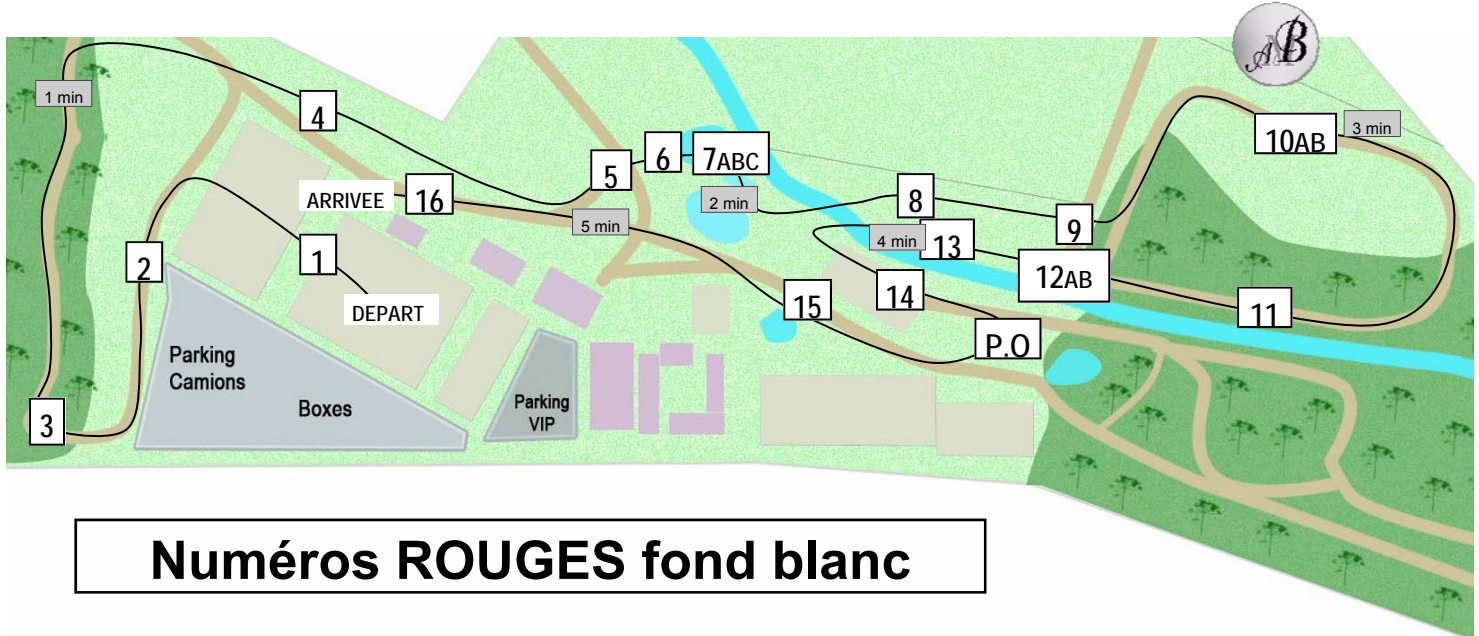 AB
1 min
4
10AB
3 min
5
6
7ABC
2 min
8
ARRIVEE
16
5 min
9
4 min
13
2
1
12AB
DEPART
14
15
11
P.O
Parking
Camions
Boxes
Parking
VIP
3
Numéros ROUGES fond blanc